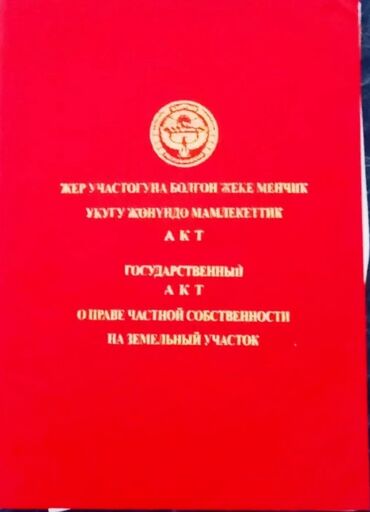 ЖЕР УЧАСТОГУНА БОЛГОН ЖЕКЕ МЕНЧИК
УКУГУ ЖӨНҮНДӨ МАМЛЕКЕТТИК
АКТ
ГОСУДАРСТВЕННЫЙ
АКТ
О ПРАВЕ ЧАСТНОЙ СОБСТВЕННОСТИ
НА ЗЕМЕЛЬНЫЙ УЧАСТОК